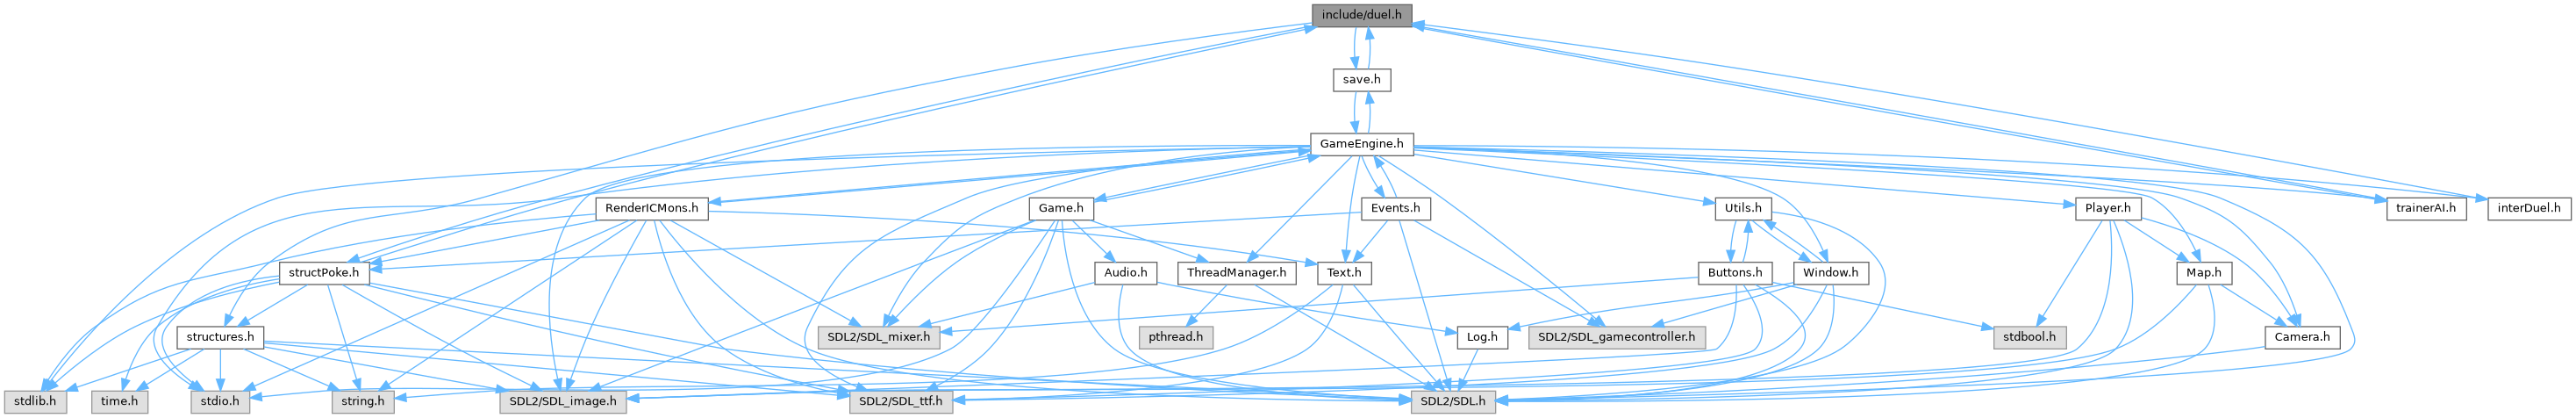 include/duel.h
save.h
GameEngine.h
RenderICMons.h
Game.h
Events.h
Utils.h
Player.h
trainerAI.h
interDuel.h
structPoke.h
Audio.h
ThreadManager.h
Text.h
Buttons.h
Window.h
Map.h
structures.h
SDL2/SDL_mixer.h
pthread.h
Log.h
SDL2/SDL_gamecontroller.h
stdbool.h
Camera.h
stdlib.h
time.h
stdio.h
string.h
SDL2/SDL_image.h
SDL2/SDL_ttf.h
SDL2/SDL.h